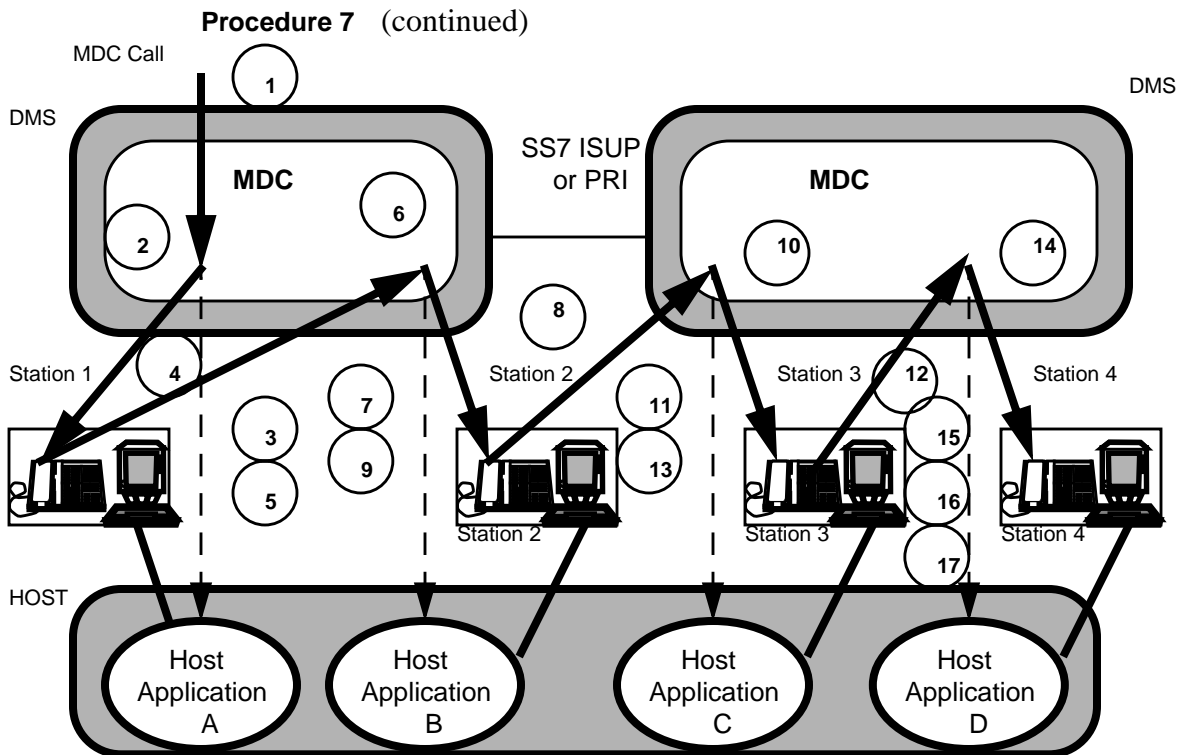 Procedure 7 (continued)
MDC Call
1
DMS
DMS
SS7 ISUP
or PRI
MDC
MDC
6
2
10
14
8
Station 1
4
Station 2
Station 3
12
Station 4
7
11
3
15
9
13
5
16
Station 2
Station 3
Station 4
17
HOST
Host
Application
A
Host
Application
B
Host
Application
C
Host
Application
D